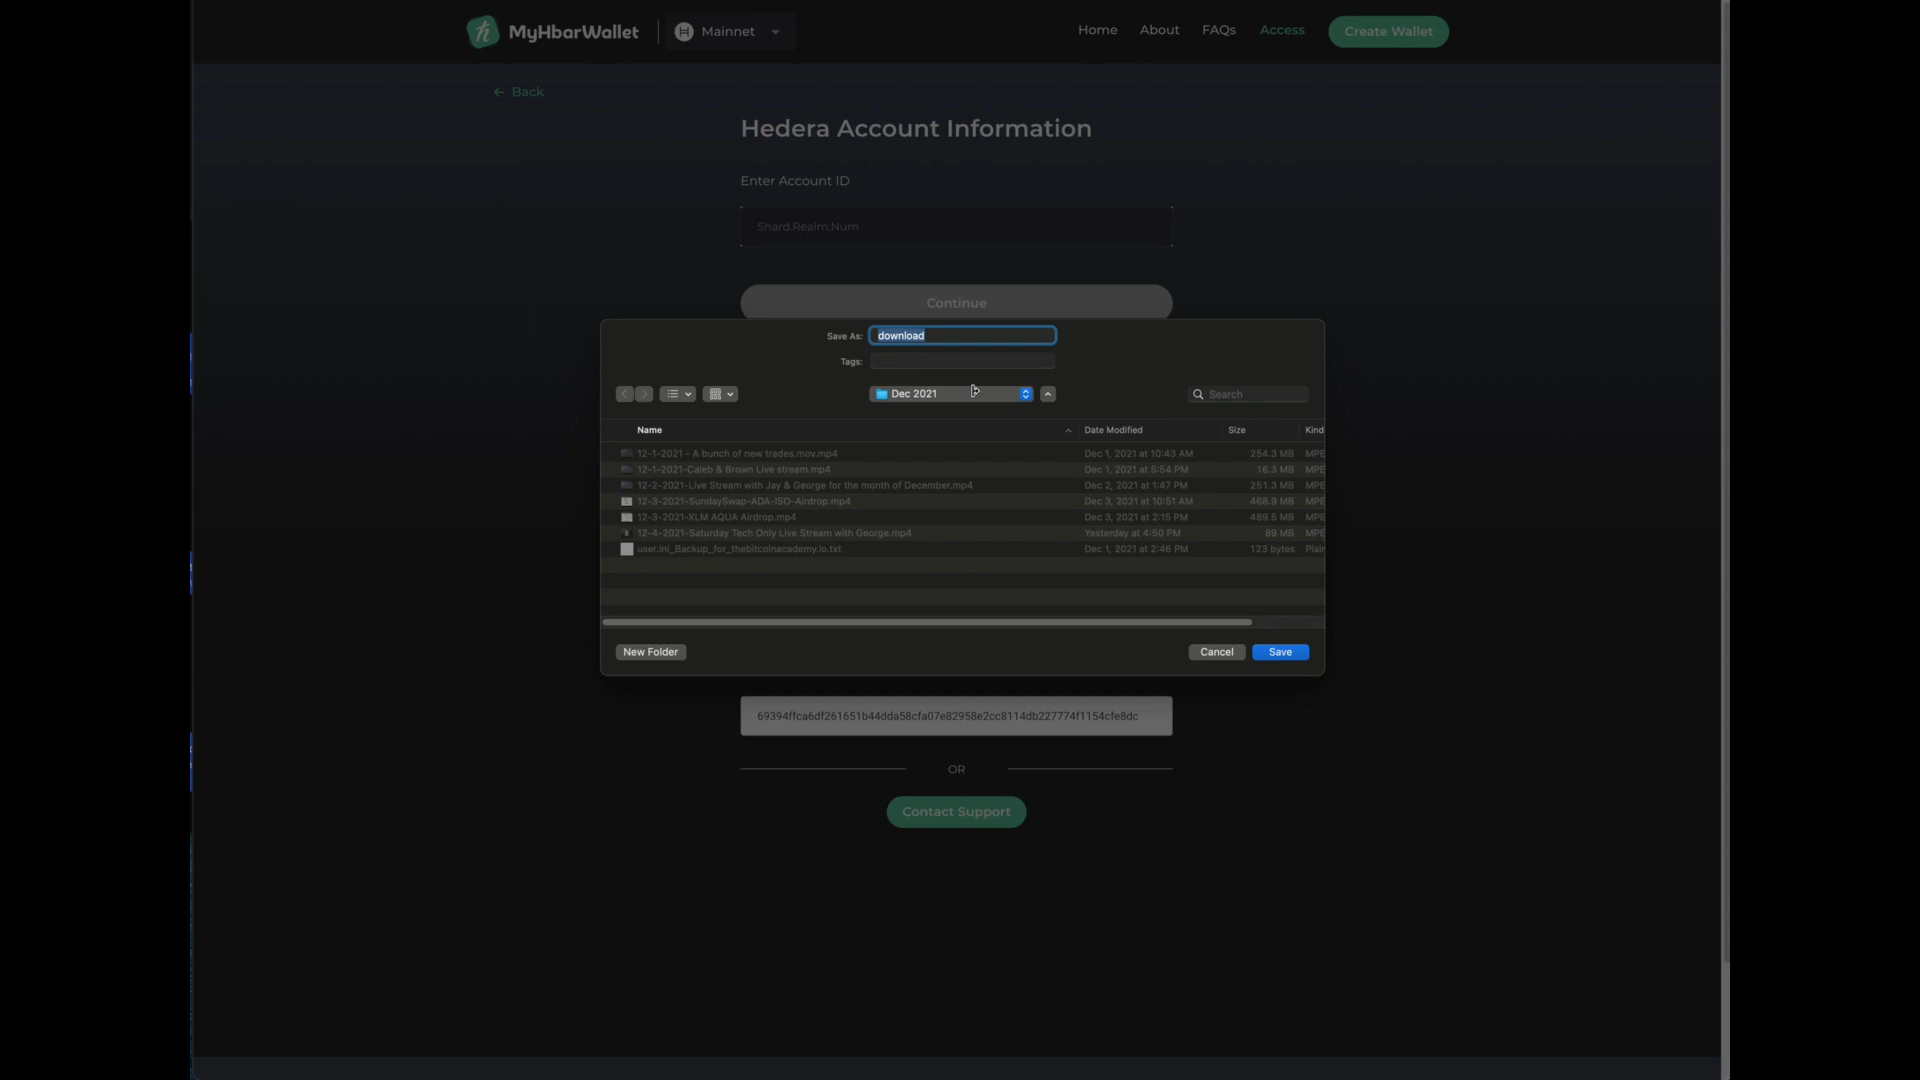 MyHbarWallet
Mainnet
Home
About
FAQs
Access
Create Wallet
← Back
Hedera Account Information
Enter Account ID
Shard.Realm.Num
Continue
Save As: download
Tags:
Dec 2021
Search
Name Date Modified Size Kind
12-1-2021 - A bunch of new trades.mov.mp4 Dec 1, 2021 at 10:43 AM 254.3 MB MPE
12-1-2021-Caleb & Brown Live stream.mp4 Dec 1, 2021 at 5:54 PM 16.3 MB MPE
12-2-2021-Live Stream with Jay & George for the month of December.mp4 Dec 2, 2021 at 1:47 PM 251.3 MB MPE
12-3-2021-SundaySwap-ADA-ISO-Airdrop.mp4 Dec 3, 2021 at 10:51 AM 468.9 MB MPE
12-3-2021-XLM AQUA Airdrop.mp4 Dec 3, 2021 at 2:15 PM 489.5 MB MPE
12-4-2021-Saturday Tech Only Live Stream with George.mp4 Yesterday at 4:50 PM 89 MB MPE
user.ini_Backup_for_thebitcoinacademy.io.txt Dec 1, 2021 at 2:46 PM 123 bytes Plair
New Folder
Cancel
Save
69394ffca6df261651b44dda58cfa07e82958e2cc8114db227774f1154cfe8dc
OR
Contact Support